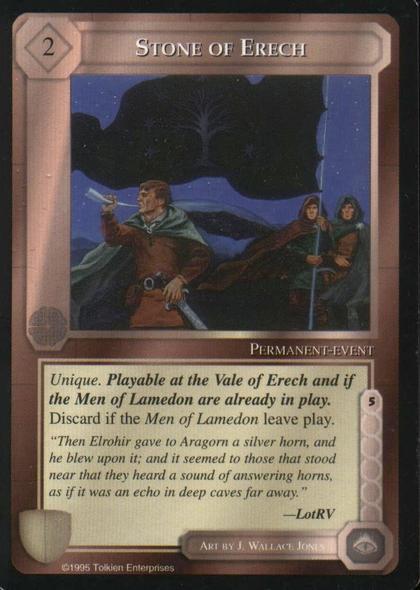 2
STONE OF ERECH
PERMANENT-EVENT
Unique. Playable at the Vale of Erech and if
the Men of Lamedon are already in play.
Discard if the Men of Lamedon leave play.
“Then Elrohir gave to Aragorn a silver horn, and
he blew upon it; and it seemed to those that stood
near that they heard a sound of answering horns,
as if it was an echo in deep caves far away.”
—LotRV
5
ART BY J. WALLACE JONES
©1995 Tolkien Enterprises